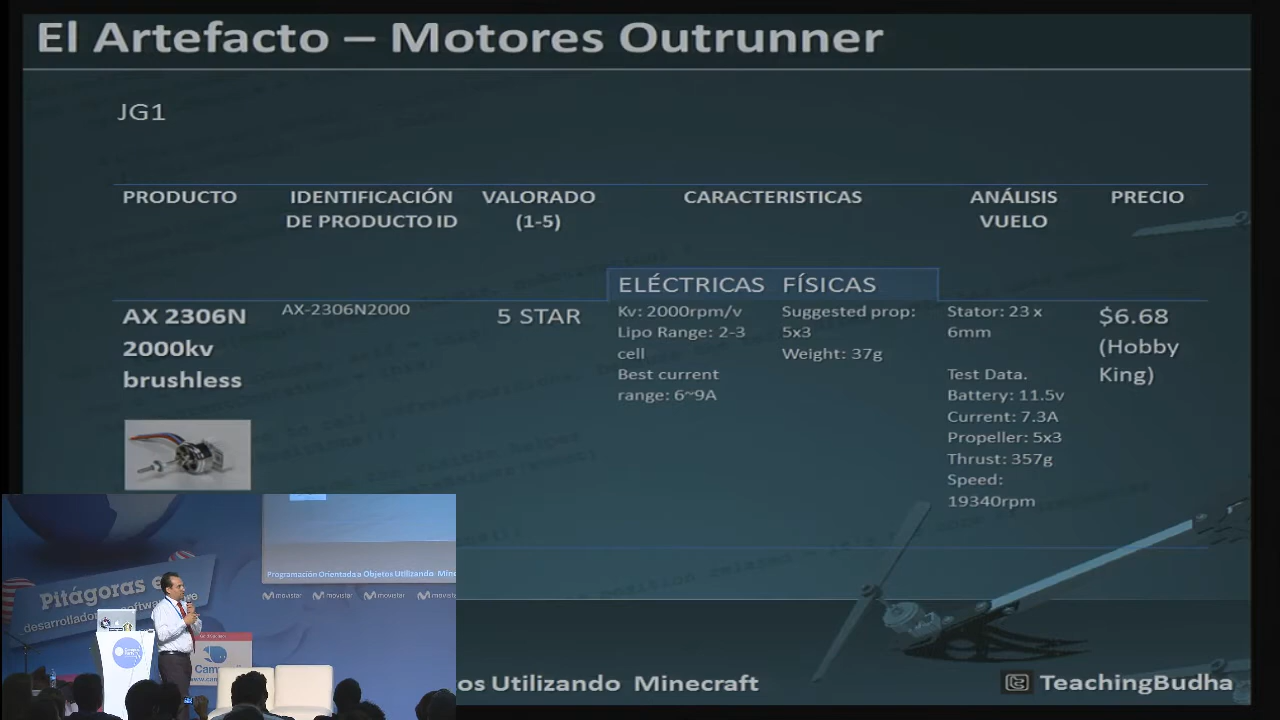 El Artefacto – Motores Outrunner
JG1
PRODUCTO
IDENTIFICACIÓN
DE PRODUCTO ID
VALORADO
(1-5)
CARACTERISTICAS
ANÁLISIS
VUELO
PRECIO
ELÉCTRICAS FÍSICAS
AX 2306N
2000kv
brushless
AX-2306N2000
5 STAR
Kv: 2000rpm/v
Lipo Range: 2-3
cell
Best current
range: 6~9A
Suggested prop:
5x3
Weight: 37g
Stator: 23 x
6mm
Test Data.
Battery: 11.5v
Current: 7.3A
Propeller: 5x3
Thrust: 357g
Speed:
19340rpm
$6.68
(Hobby
King)
Programación Orientada a Objetos Utilizando Minec
movistar movistar movistar movistar
Pitágoras e
desarrollado software
os Utilizando Minecraft
TeachingBudha